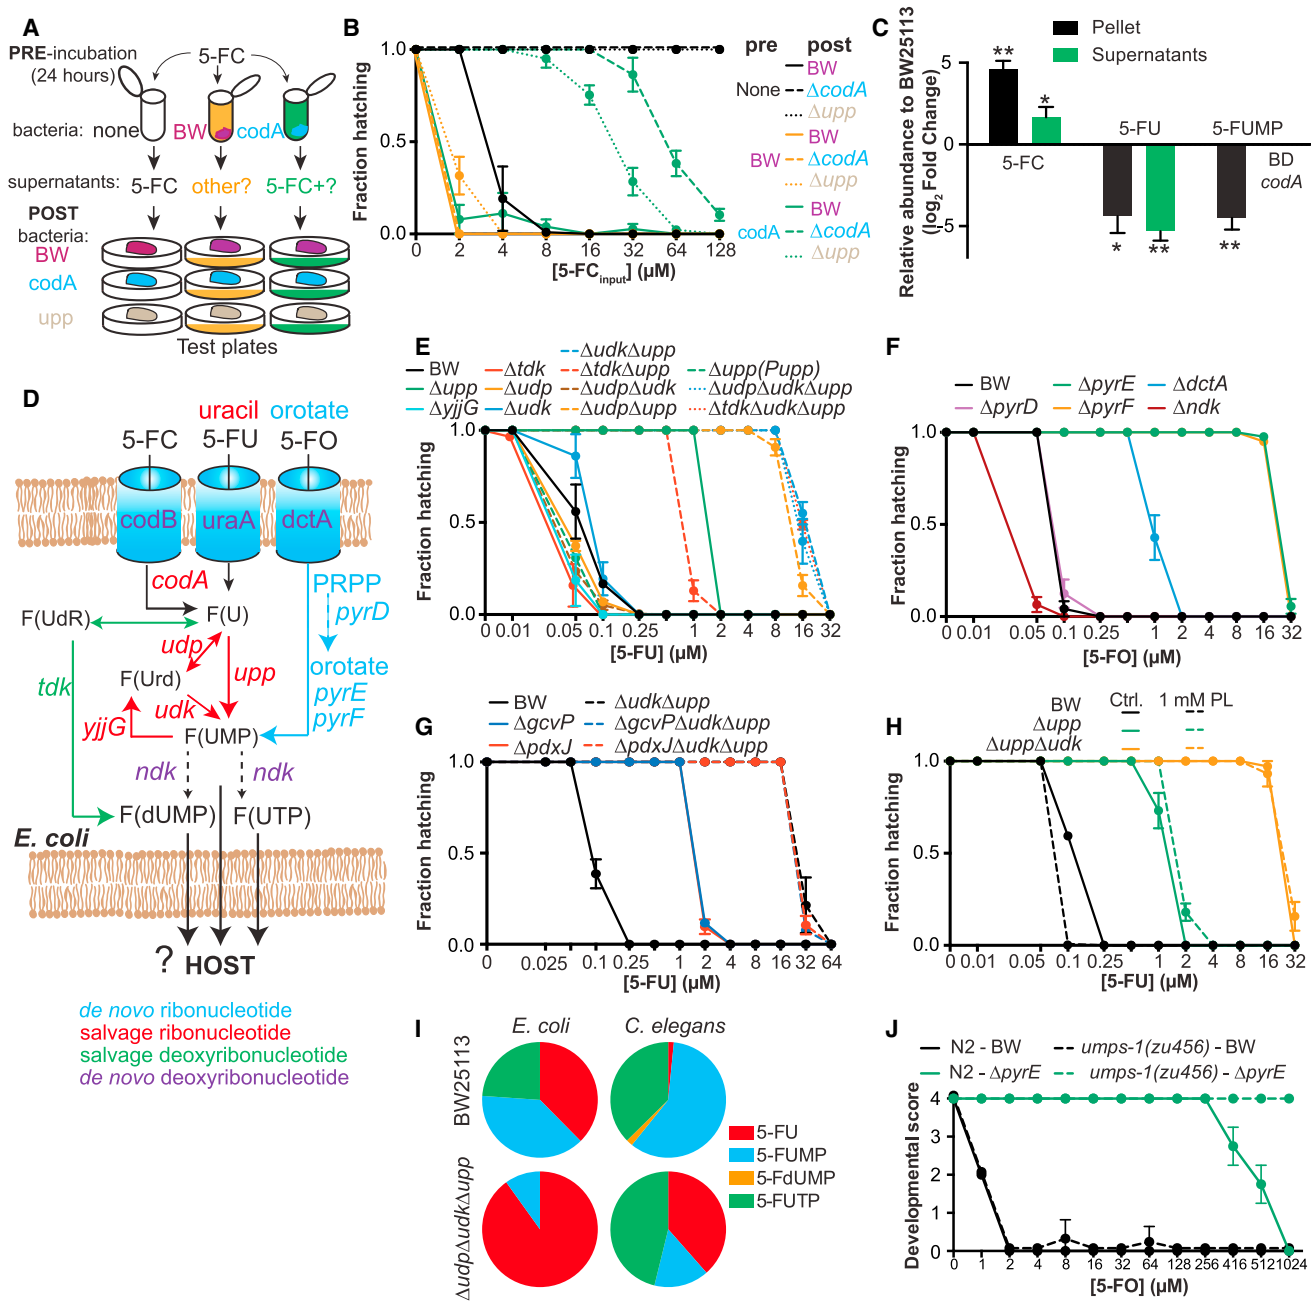 A
PRE-incubation
(24 hours)
5-FC
bacteria: none
BW
codA
supernatants: 5-FC other? 5-FC+?
POST
bacteria:
BW
codA
upp
Test plates
B
Fraction hatching
1.0
0.5
0.0
0 2 4 8 16 32 64 128
[5-FCinput] (µM)
pre post
BW
None ΔcodA
Δupp
BW
BW ΔcodA
Δupp
BW
codA ΔcodA
Δupp
C
Pellet
Supernatants
Relative abundance to BW25113
(log2 Fold Change)
5
0
-5
**
*
5-FC
5-FU
5-FUMP
BD
codA
* **
**
D
uracil orotate
5-FC 5-FU 5-FO
codB uraA dctA
codA
PRPP
pyrD
F(UdR) F(U)
udp
upp
orotate
F(Urd)
pyrE
tdk
udk
pyrF
yjjG
F(UMP)
ndk ndk
F(dUMP) F(UTP)
E. coli
? HOST
de novo ribonucleotide
salvage ribonucleotide
salvage deoxyribonucleotide
de novo deoxyribonucleotide
E
ΔudkΔupp
BW Δtdk ΔtdkΔupp Δupp(Pupp)
Δupp Δudp ΔudpΔudk ΔudpΔudkΔupp
ΔyjjG Δudk ΔudpΔupp ΔtdkΔudkΔupp
Fraction hatching
1.0
0.5
0.0
0 0.01 0.05 0.1 0.25 1 2 4 8 16 32
[5-FU] (µM)
F
BW ΔpyrE ΔdctA
ΔpyrD ΔpyrF Δndk
Fraction hatching
1.0
0.5
0.0
0 0.01 0.05 0.1 0.25 1 2 4 8 16 32
[5-FO] (µM)
G
BW ΔudkΔupp
ΔgcvP ΔgcvPΔudkΔupp
ΔpdxJ ΔpdxJΔudkΔupp
Fraction hatching
1.0
0.5
0.0
0 0.025 0.1 0.25 1 2 4 8 16 32 64
[5-FU] (µM)
H
Ctrl. 1 mM PL
BW
Δupp
ΔuppΔudk
Fraction hatching
1.0
0.5
0.0
0 0.01 0.05 0.1 0.25 1 2 4 8 16 32
[5-FU] (µM)
I
E. coli C. elegans
BW25113
ΔudpΔudkΔupp
5-FU
5-FUMP
5-FdUMP
5-FUTP
J
N2 - BW umps-1(zu456) - BW
N2 - ΔpyrE umps-1(zu456) - ΔpyrE
Developmental score
4
3
2
1
0
0 1 2 4 8 16 32 64 128 256 416 512 1024
[5-FO] (µM)